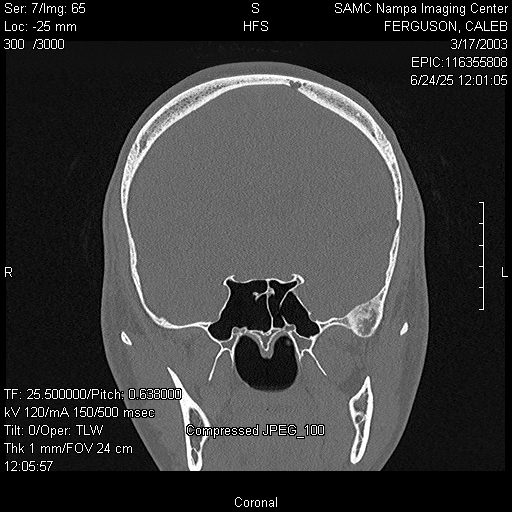 Ser: 7/Img: 65
Loc: -25 mm
300 /3000
S
HFS
SAMC Nampa Imaging Center
FERGUSON, CALEB
3/17/2003
EPIC:116355808
6/24/25 12:01:05
R
L
TF: 25.500000/Pitch: 0.638000
kV 120/mA 150/500 msec
Tilt: 0/Oper: TLW
Compressed JPEG_100
Thk 1 mm/FOV 24 cm
12:05:57
Coronal